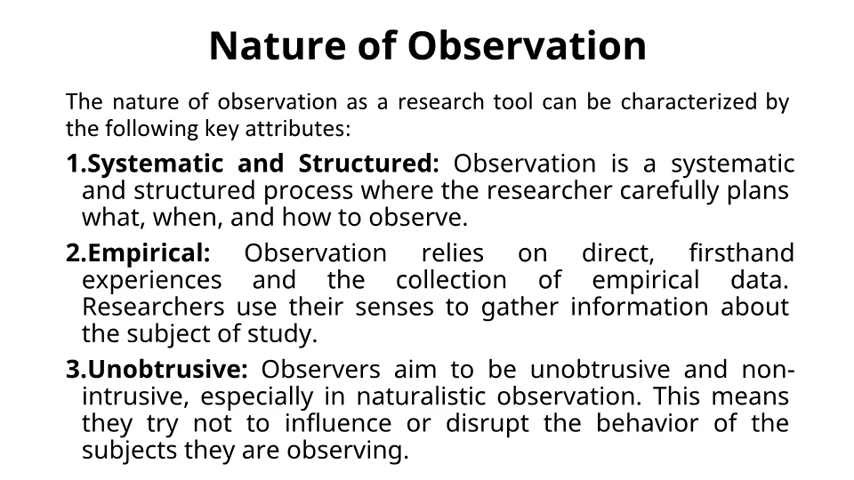 Nature of Observation
The nature of observation as a research tool can be characterized by
the following key attributes:
1.Systematic and Structured: Observation is a systematic
and structured process where the researcher carefully plans
what, when, and how to observe.
2.Empirical: Observation relies on direct, firsthand
experiences and the collection of empirical data.
Researchers use their senses to gather information about
the subject of study.
3.Unobtrusive: Observers aim to be unobtrusive and non-
intrusive, especially in naturalistic observation. This means
they try not to influence or disrupt the behavior of the
subjects they are observing.